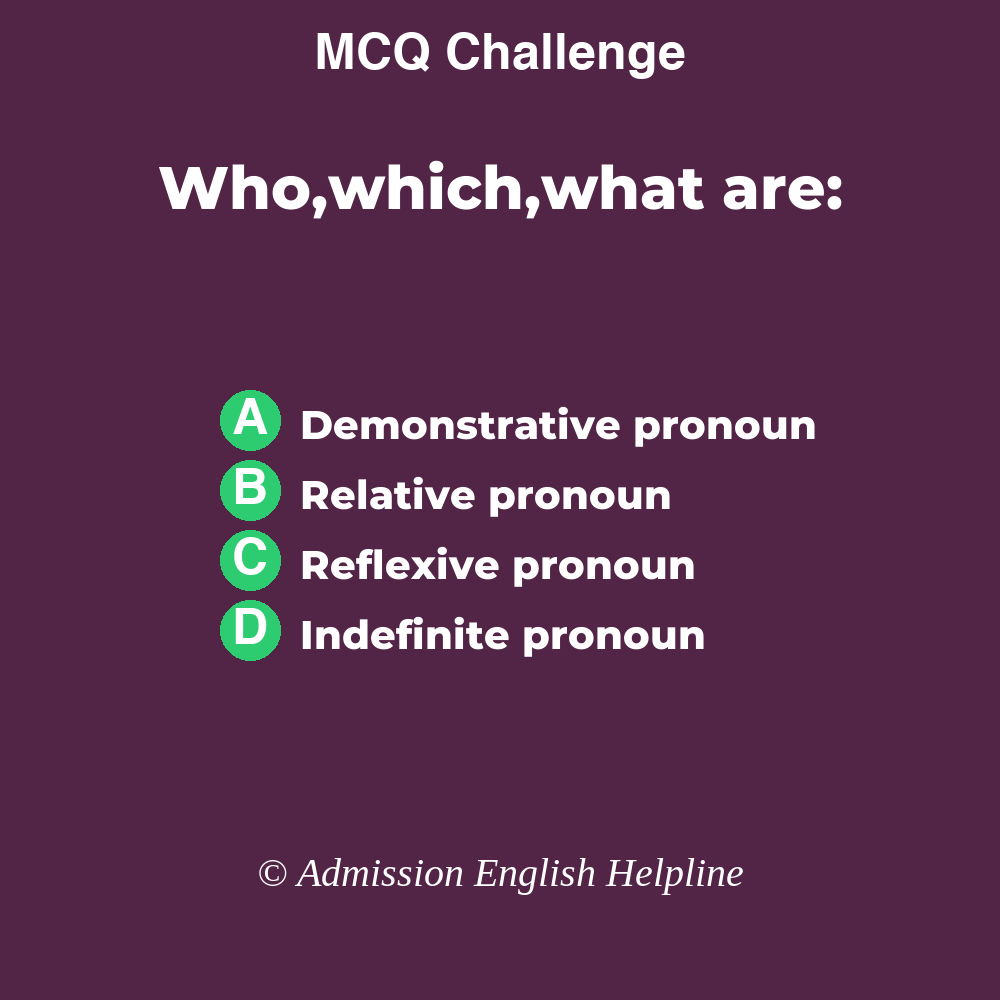 MCQ Challenge
Who,which,what are:
A Demonstrative pronoun
B Relative pronoun
C Reflexive pronoun
D Indefinite pronoun
© Admission English Helpline